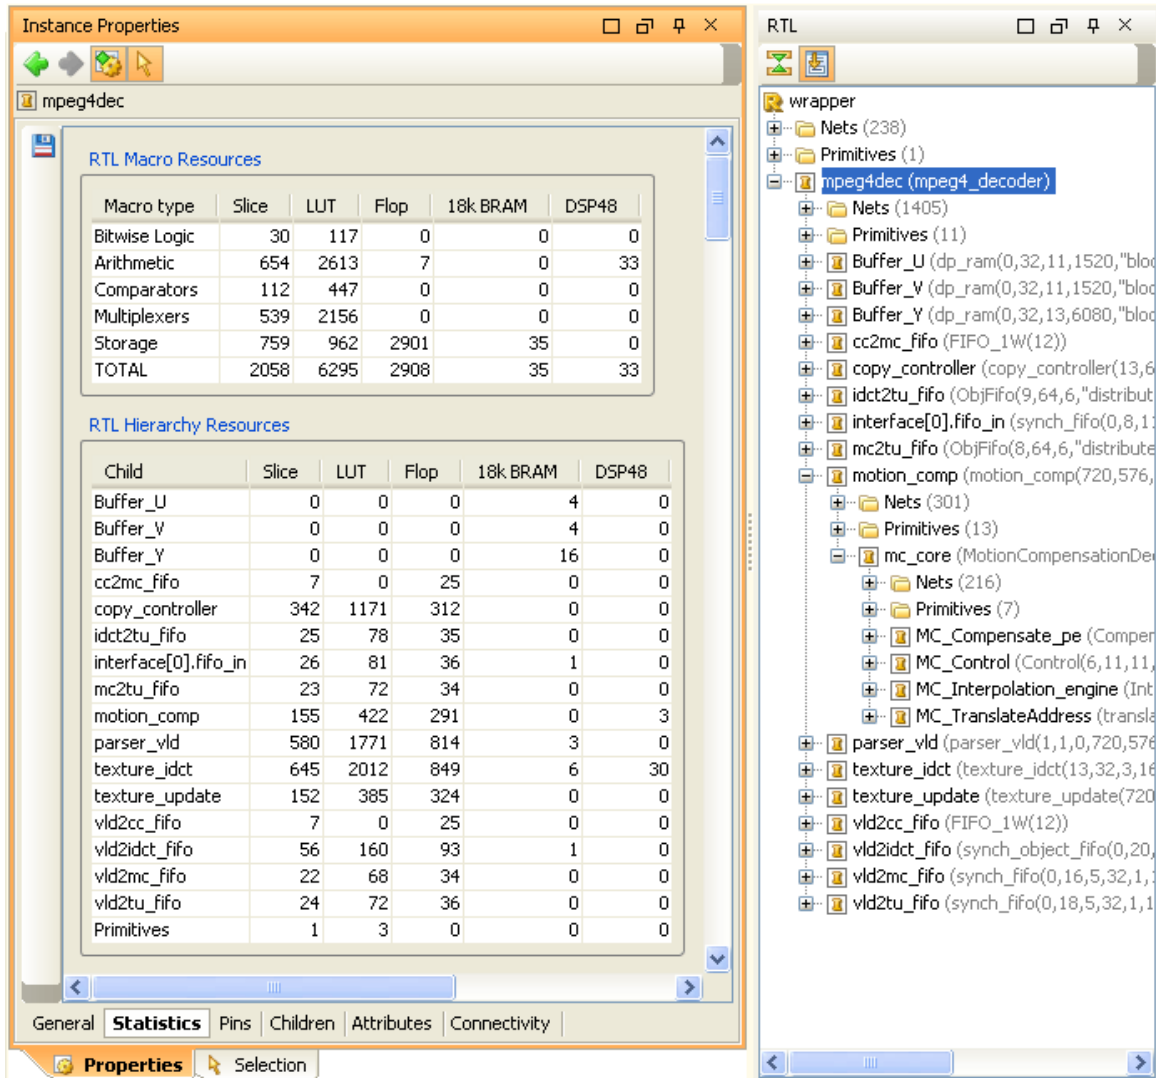 Instance Properties
mpeg4dec
RTL Macro Resources
Macro type Slice LUT Flop 18k BRAM DSP48
Bitwise Logic 30 117 0 0 0
Arithmetic 654 2613 7 0 33
Comparators 112 447 0 0 0
Multiplexers 539 2156 0 0 0
Storage 759 962 2901 35 0
TOTAL 2058 6295 2908 35 33
RTL Hierarchy Resources
Child Slice LUT Flop 18k BRAM DSP48
Buffer_U 0 0 0 4 0
Buffer_V 0 0 0 4 0
Buffer_Y 0 0 0 16 0
cc2mc_fifo 7 0 25 0 0
copy_controller 342 1171 312 0 0
idct2tu_fifo 25 78 35 0 0
interface[0].fifo_in 26 81 36 1 0
mc2tu_fifo 23 72 34 0 0
motion_comp 155 422 291 0 3
parser_vld 580 1771 814 3 0
texture_idct 645 2012 849 6 30
texture_update 152 385 324 0 0
vld2cc_fifo 7 0 25 0 0
vld2idct_fifo 56 160 93 1 0
vld2mc_fifo 22 68 34 0 0
vld2tu_fifo 24 72 36 0 0
Primitives 1 3 0 0 0
General Statistics Pins Children Attributes Connectivity
Properties Selection
RTL
wrapper
Nets (238)
Primitives (1)
mpeg4dec (mpeg4_decoder)
Nets (1405)
Primitives (11)
Buffer_U (dp_ram(0,32,11,1520,"bloc
Buffer_V (dp_ram(0,32,11,1520,"bloc
Buffer_Y (dp_ram(0,32,13,6080,"bloc
cc2mc_fifo (FIFO_1W(12))
copy_controller (copy_controller(13,6
idct2tu_fifo (ObjFifo(9,64,6,"distribut
interface[0].fifo_in (synch_fifo(0,8,11
mc2tu_fifo (ObjFifo(8,64,6,"distribute
motion_comp (motion_comp(720,576,
Nets (301)
Primitives (13)
mc_core (MotionCompensationDe
Nets (216)
Primitives (7)
MC_Compensate_pe (Comper
MC_Control (Control(6,11,11,
MC_Interpolation_engine (Int
MC_TranslateAddress (transla
parser_vld (parser_vld(1,1,0,720,576
texture_idct (texture_idct(13,32,3,16
texture_update (texture_update(720
vld2cc_fifo (FIFO_1W(12))
vld2idct_fifo (synch_object_fifo(0,20,
vld2mc_fifo (synch_fifo(0,16,5,32,1,1
vld2tu_fifo (synch_fifo(0,18,5,32,1,1